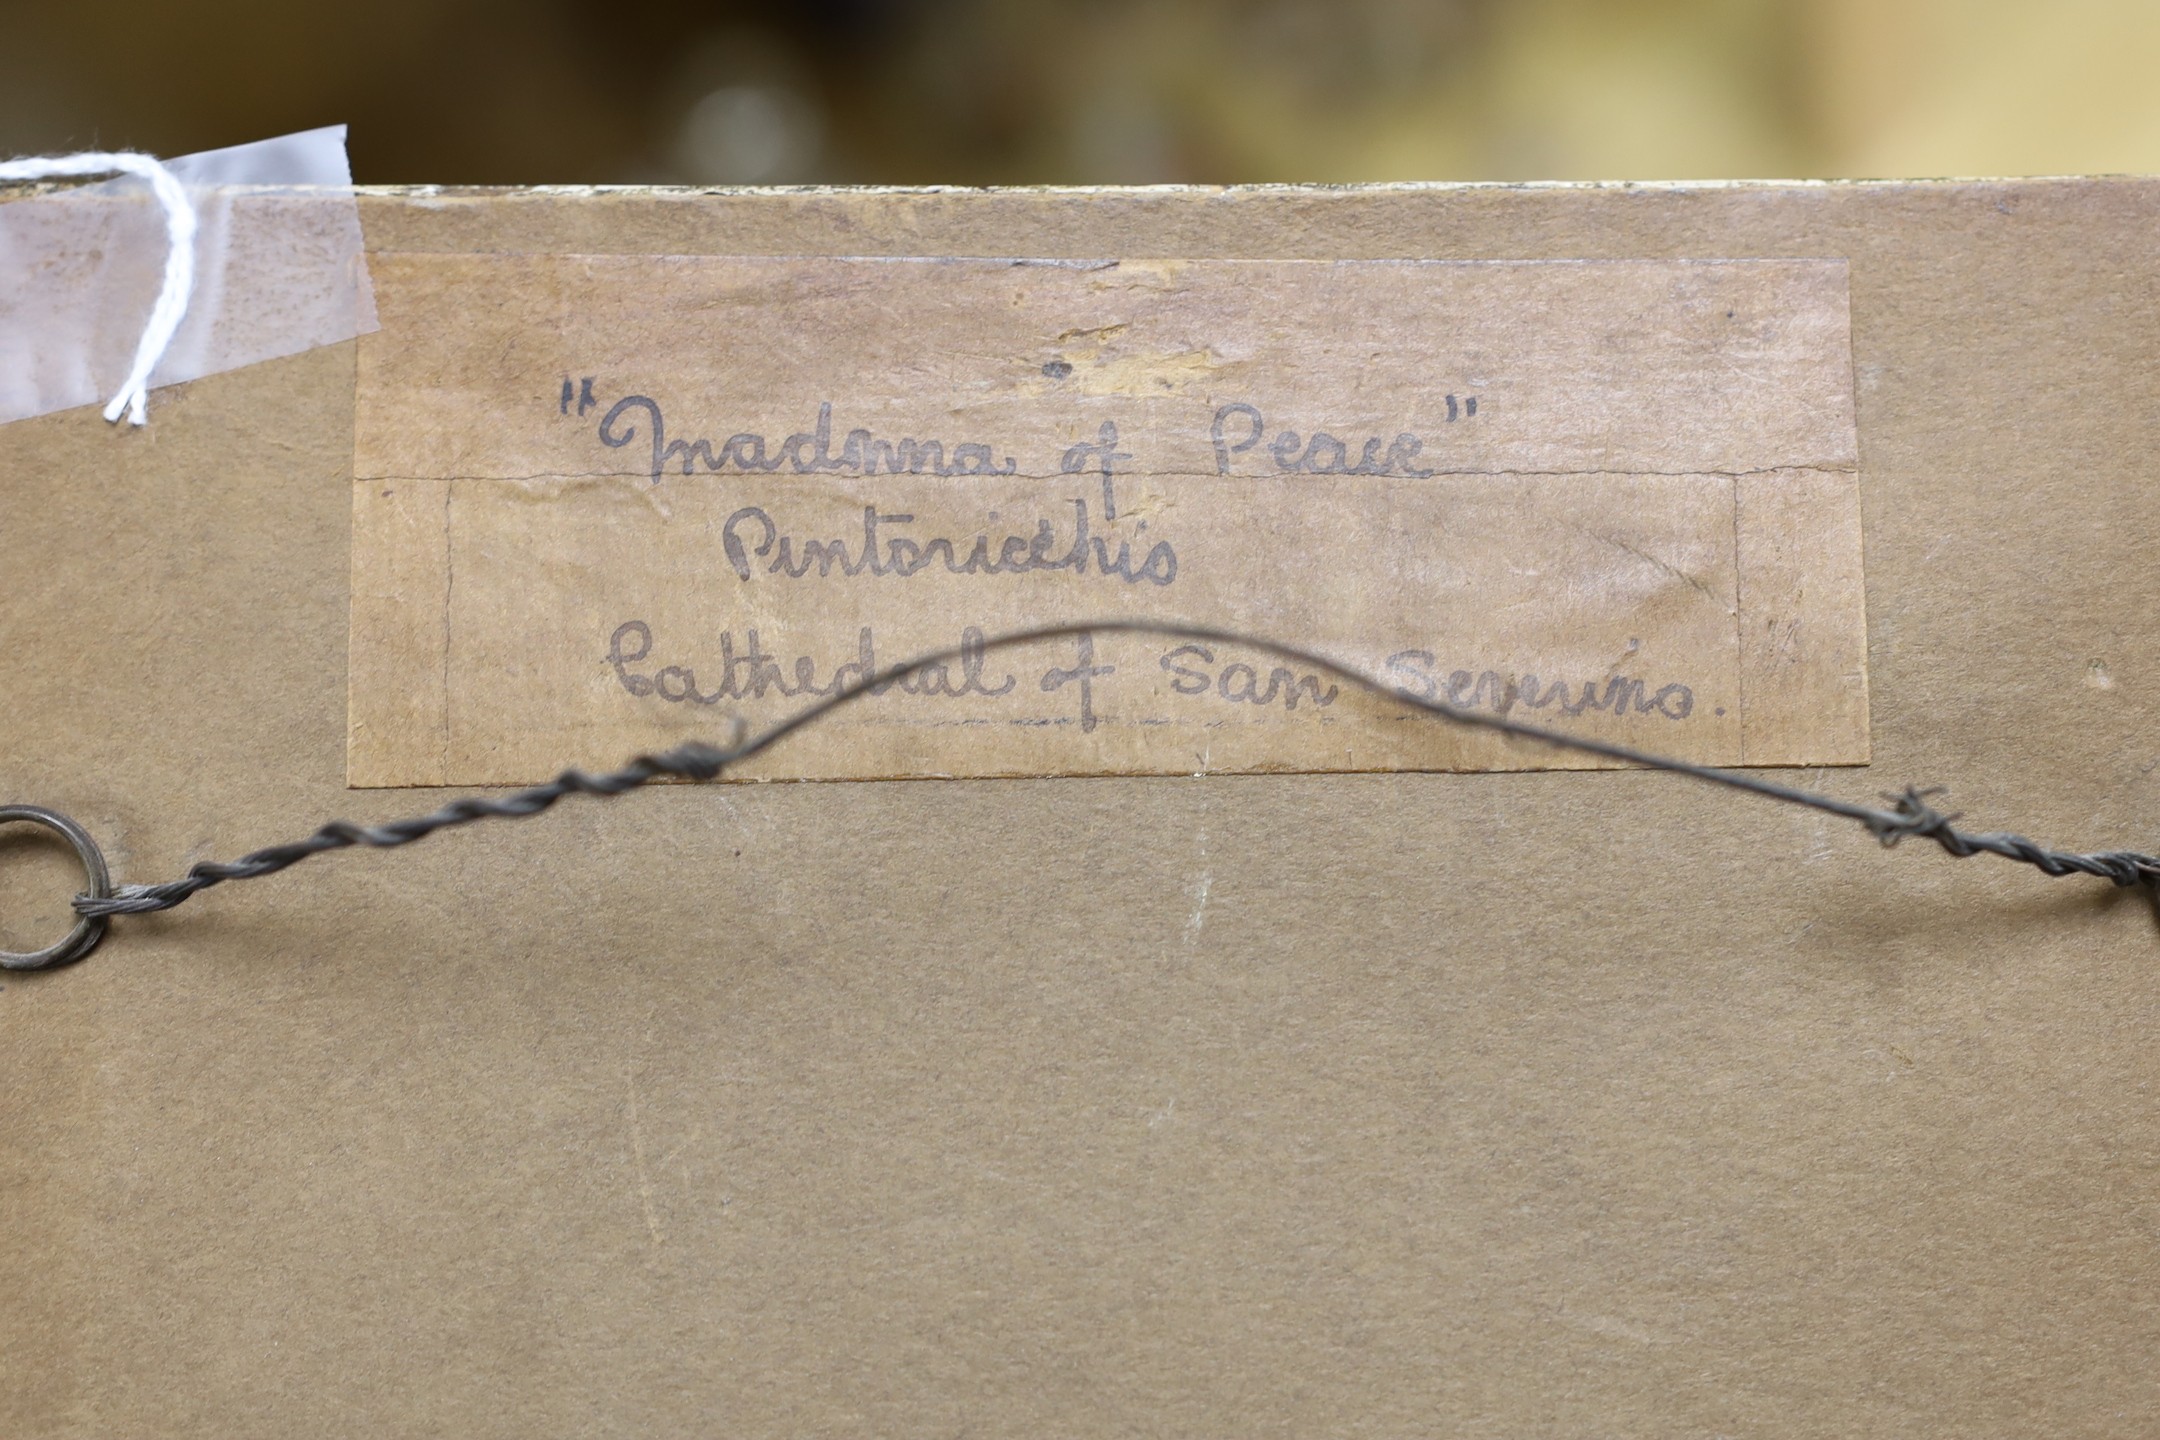 "Madonna of Peace"
Pintoricchio
Cathedral of San Severino.